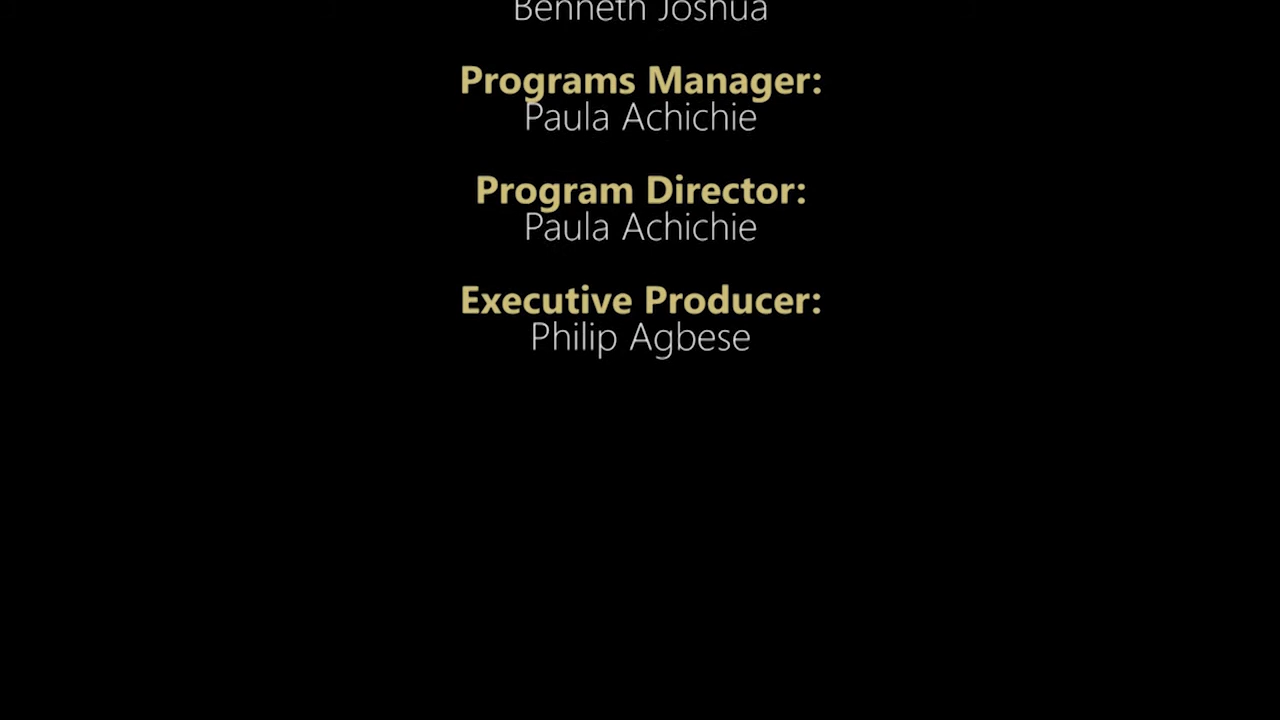 Benneth Joshua
Programs Manager:
Paula Achichie
Program Director:
Paula Achichie
Executive Producer:
Philip Agbese